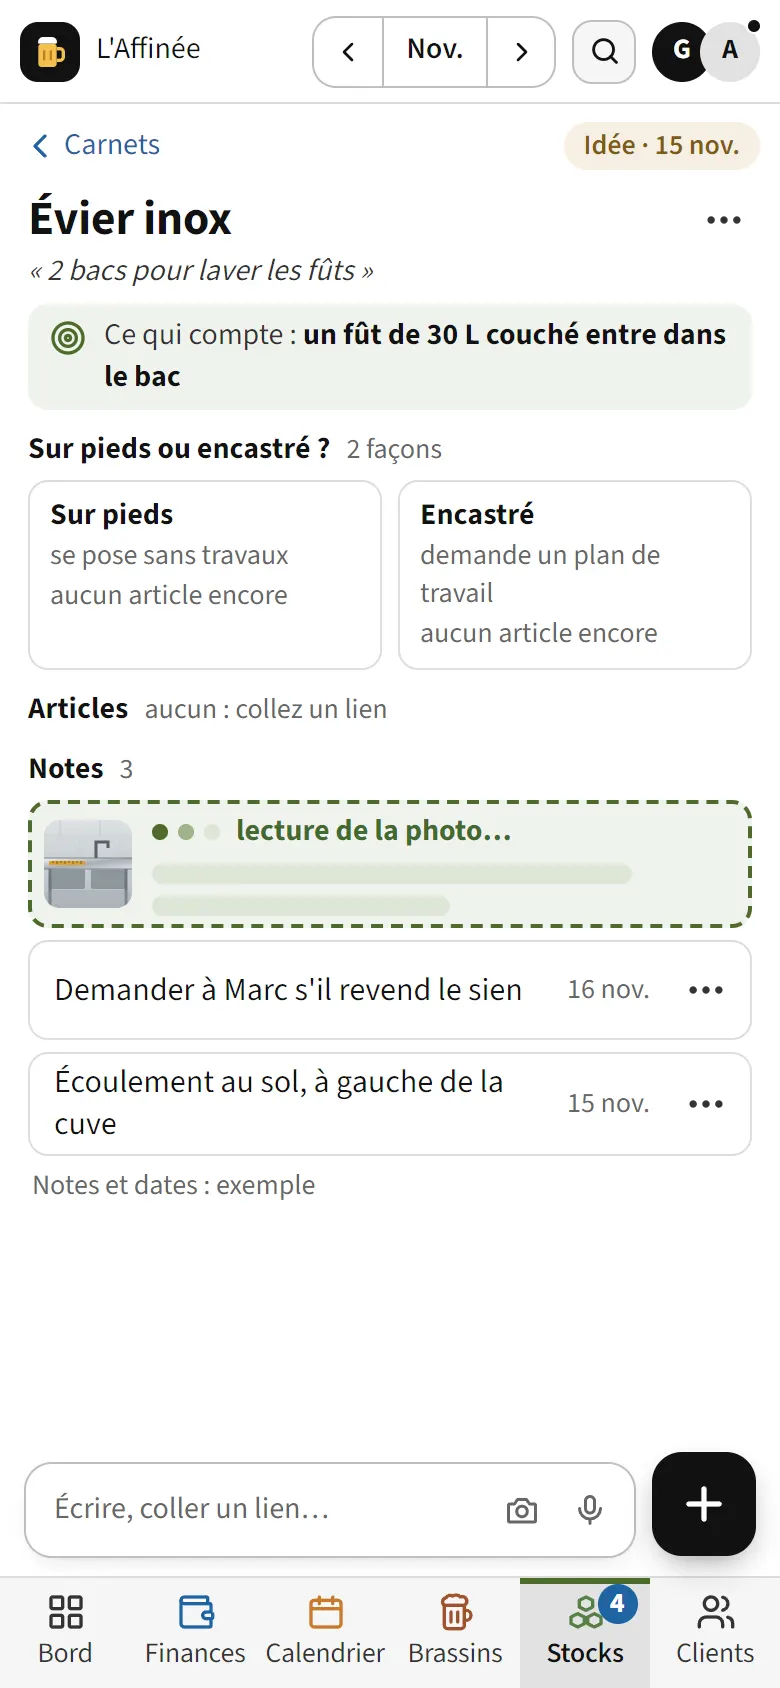 L'Affinée
Nov.
G
A
Carnets
Idée · 15 nov.
Évier inox
« 2 bacs pour laver les fûts »
Ce qui compte : un fût de 30 L couché entre dans
le bac
Sur pieds ou encastré ? 2 façons
Sur pieds
se pose sans travaux
aucun article encore
Encastré
demande un plan de
travail
aucun article encore
Articles aucun : collez un lien
Notes 3
lecture de la photo…
Demander à Marc s'il revend le sien 16 nov.
Écoulement au sol, à gauche de la
cuve
15 nov.
Notes et dates : exemple
Écrire, coller un lien…
Bord
Finances
Calendrier
Brassins
4
Stocks
Clients